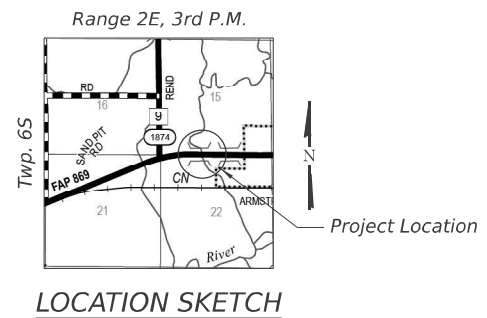 Range 2E, 3rd P.M.
Twp. 6S
RD
16
REND
15
9
1874
SAND PIT
RD
FAP 869
CN
21
22
ARMST
N
Project Location
River
LOCATION SKETCH